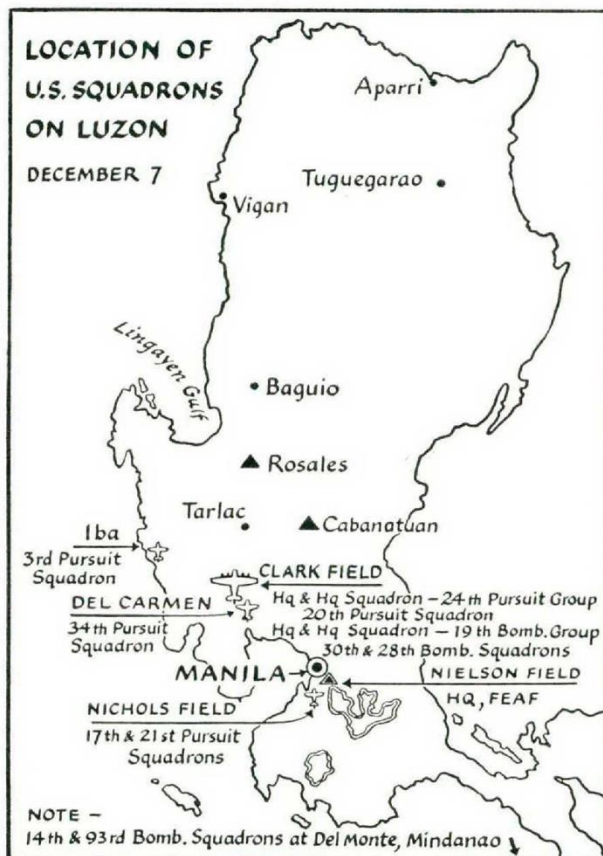 LOCATION OF
U.S. SQUADRONS
ON LUZON
DECEMBER 7
Aparri
Tuguegarao
Vigan
Lingayen Gulf
Baguio
Rosales
Tarlac
Cabanatuan
Iba
3rd Pursuit
Squadron
CLARK FIELD
Hq & Hq Squadron – 24th Pursuit Group
20th Pursuit Squadron
Hq & Hq Squadron – 19th Bomb. Group
30th & 28th Bomb. Squadrons
DEL CARMEN
34th Pursuit
Squadron
MANILA
NIELSON FIELD
HQ, FEAF
NICHOLS FIELD
17th & 21st Pursuit
Squadrons
NOTE –
14th & 93rd Bomb. Squadrons at Del Monte, Mindanao